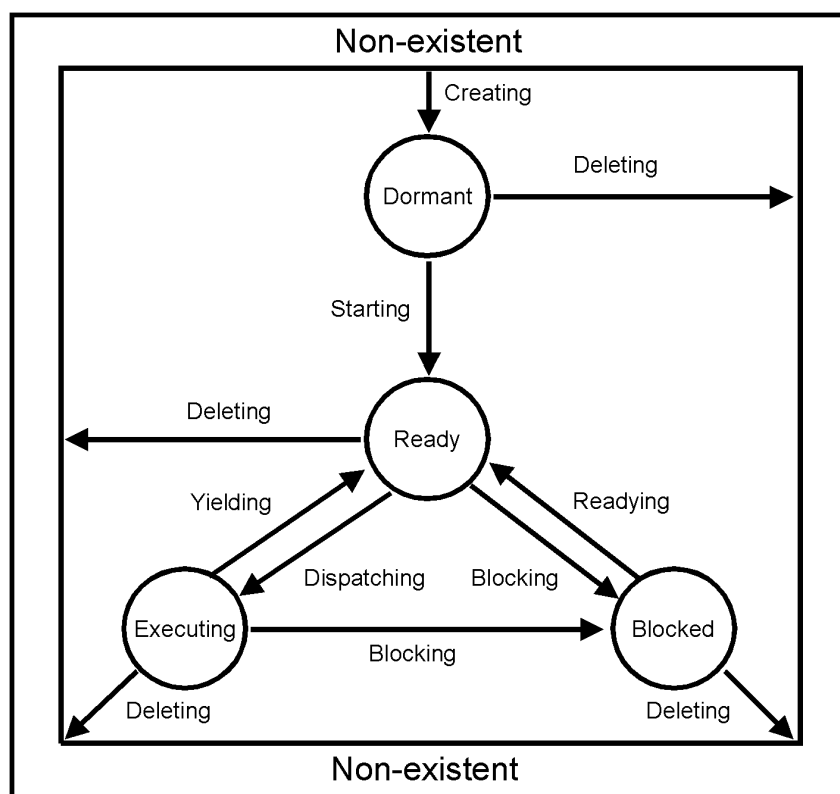 Non-existent
Creating
Deleting
Dormant
Starting
Deleting
Ready
Yielding
Readying
Dispatching
Blocking
Executing
Blocked
Blocking
Deleting
Deleting
Non-existent